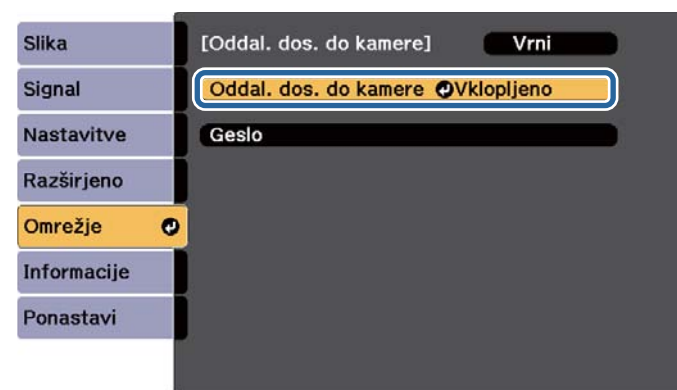 Slika
Signal
Nastavitve
Razširjeno
Omrežje
Informacije
Ponastavi
[Oddal. dos. do kamere] Vrni
Oddal. dos. do kamere Vklopljeno
Geslo